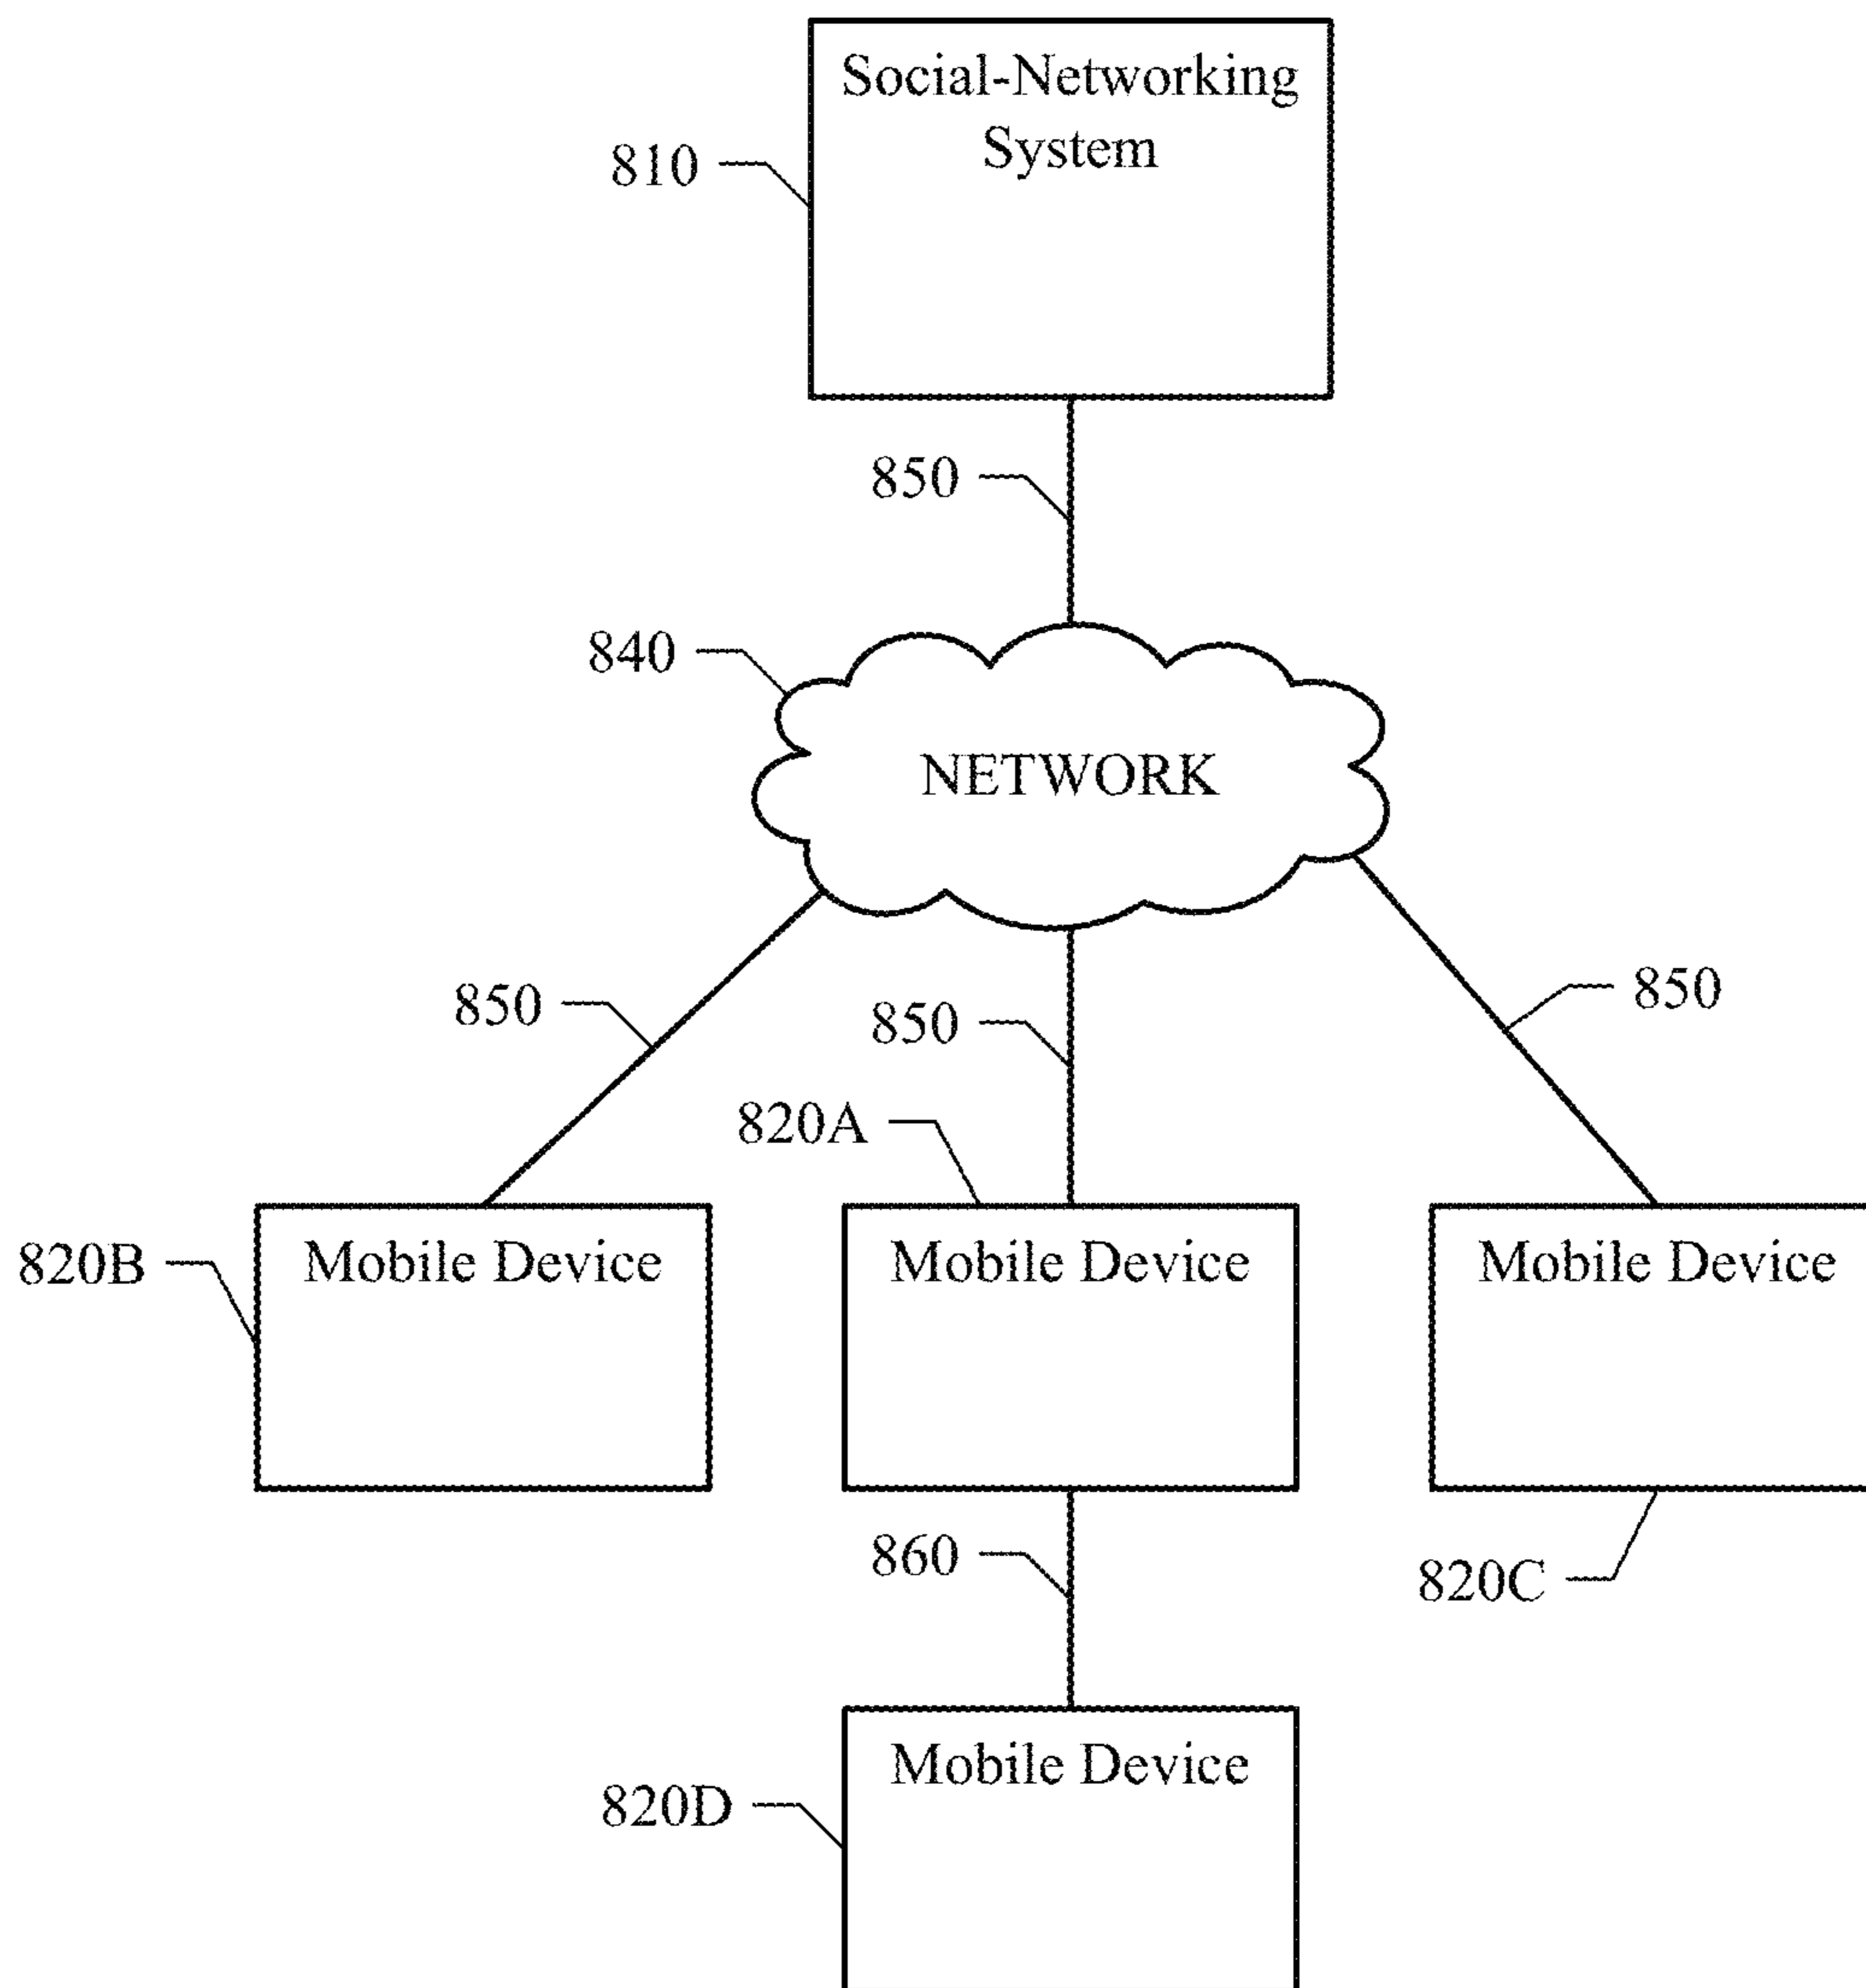 Social-Networking
System
810
850
840
NETWORK
850
850
850
820A
820B
Mobile Device
Mobile Device
Mobile Device
860
820C
Mobile Device
820D